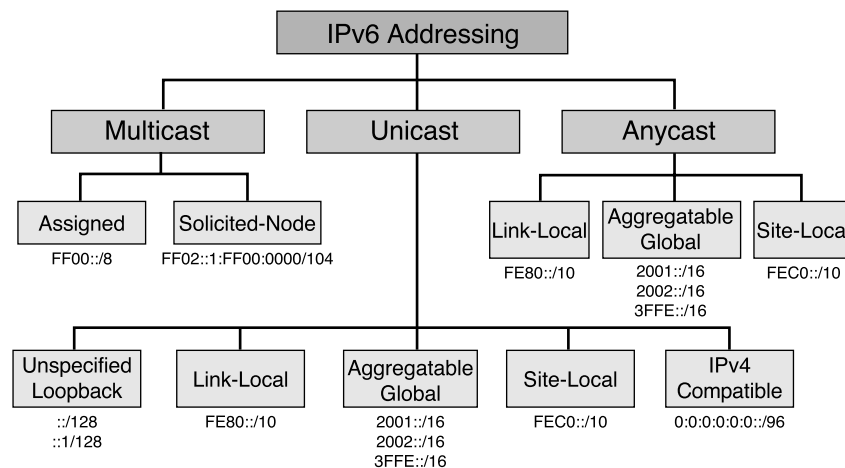 IPv6 Addressing
Multicast
Unicast
Anycast
Assigned
FF00::/8
Solicited-Node
FF02::1:FF00:0000/104
Link-Local
FE80::/10
Aggregatable
Global
2001::/16
2002::/16
3FFE::/16
Site-Loca
FEC0::/10
Unspecified
Loopback
::/128
::1/128
Link-Local
FE80::/10
Aggregatable
Global
2001::/16
2002::/16
3FFE::/16
Site-Local
FEC0::/10
IPv4
Compatible
0:0:0:0:0:0::/96